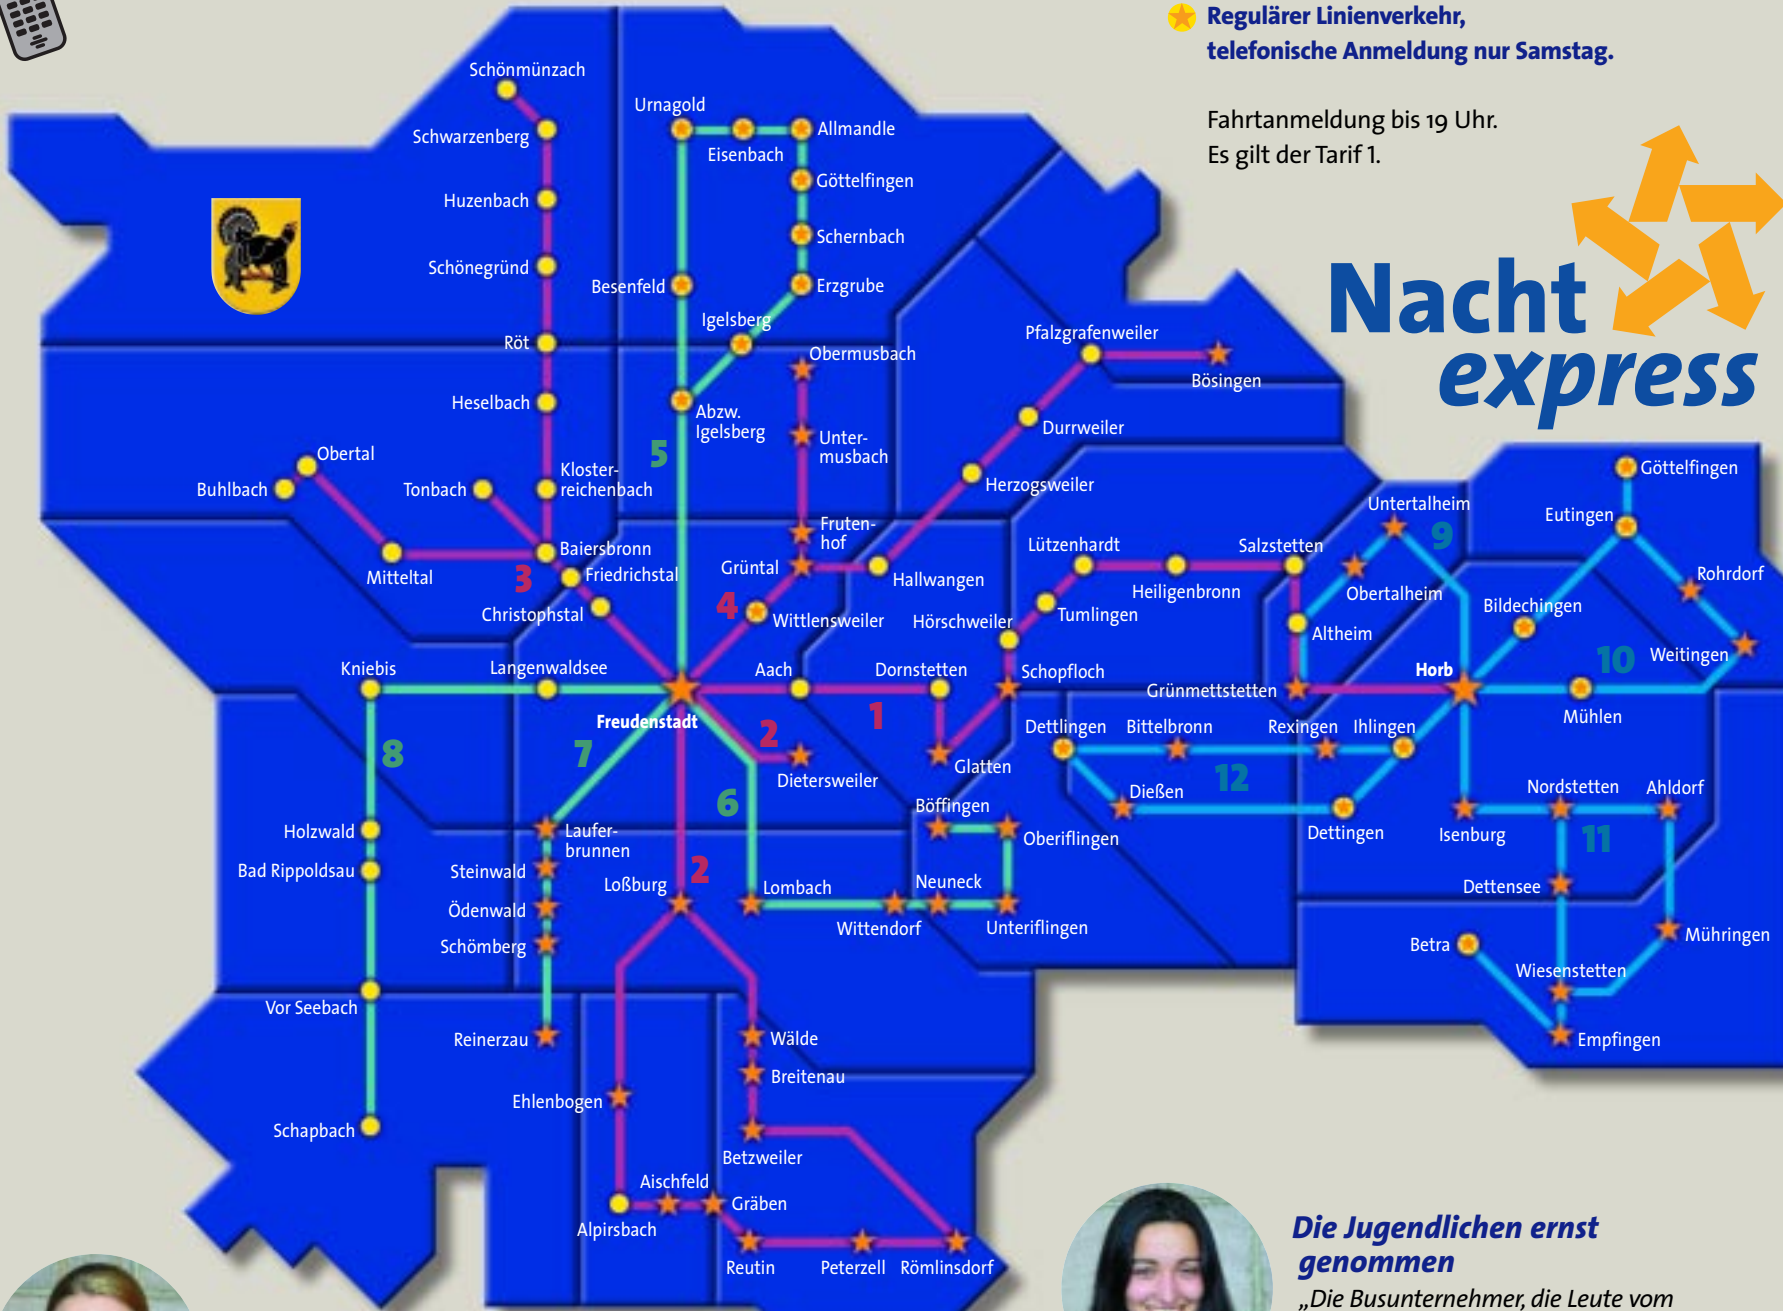 Regulärer Linienverkehr,
telefonische Anmeldung nur Samstag.
Fahrtanmeldung bis 19 Uhr.
Es gilt der Tarif 1.
Nacht
express
Schönmünzach
Schwarzenberg
Huzenbach
Schönegründ
Röt
Heselbach
Kloster-
reichenbach
Tonbach
Obertal
Buhlbach
Mitteltal
Baiersbronn
3
Friedrichstal
Christophstal
Urnagold
Eisenbach
Allmandle
Göttelfingen
Schernbach
Erzgrube
Besenfeld
Igelsberg
Abzw.
Igelsberg
5
Obermusbach
Unter-
musbach
Fruten-
hof
Grüntal
4
Wittlensweiler
Hallwangen
Herzogsweiler
Durrweiler
Pfalzgrafenweiler
Bösingen
Kniebis
Langenwaldsee
Freudenstadt
Aach
Dornstetten
1
Glatten
Schopfloch
Hörschweiler
Tumlingen
Lützenhardt
Heiligenbronn
Salzstetten
Altheim
Grünmettstetten
Untertalheim
Obertalheim
9
Horb
Göttelfingen
Eutingen
Rohrdorf
Bildechingen
Weitingen
10
Mühlen
Dettlingen
Bittelbronn
Rexingen
Ihlingen
12
Dießen
Dettingen
Isenburg
Nordstetten
Ahldorf
11
Dettensee
Mühringen
Wiesenstetten
Betra
Empfingen
8
7
2
Dietersweiler
6
Böffingen
Oberiflingen
Neuneck
Unteriflingen
Wittendorf
Lombach
2
Loßburg
Holzwald
Bad Rippoldsau
Vor Seebach
Schapbach
Laufer-
brunnen
Steinwald
Ödenwald
Schömberg
Reinerzau
Ehlenbogen
Alpirsbach
Aischfeld
Gräben
Reutin
Peterzell
Römlinsdorf
Betzweiler
Breitenau
Wälde
Die Jugendlichen ernst
genommen
„Die Busunternehmer, die Leute vom